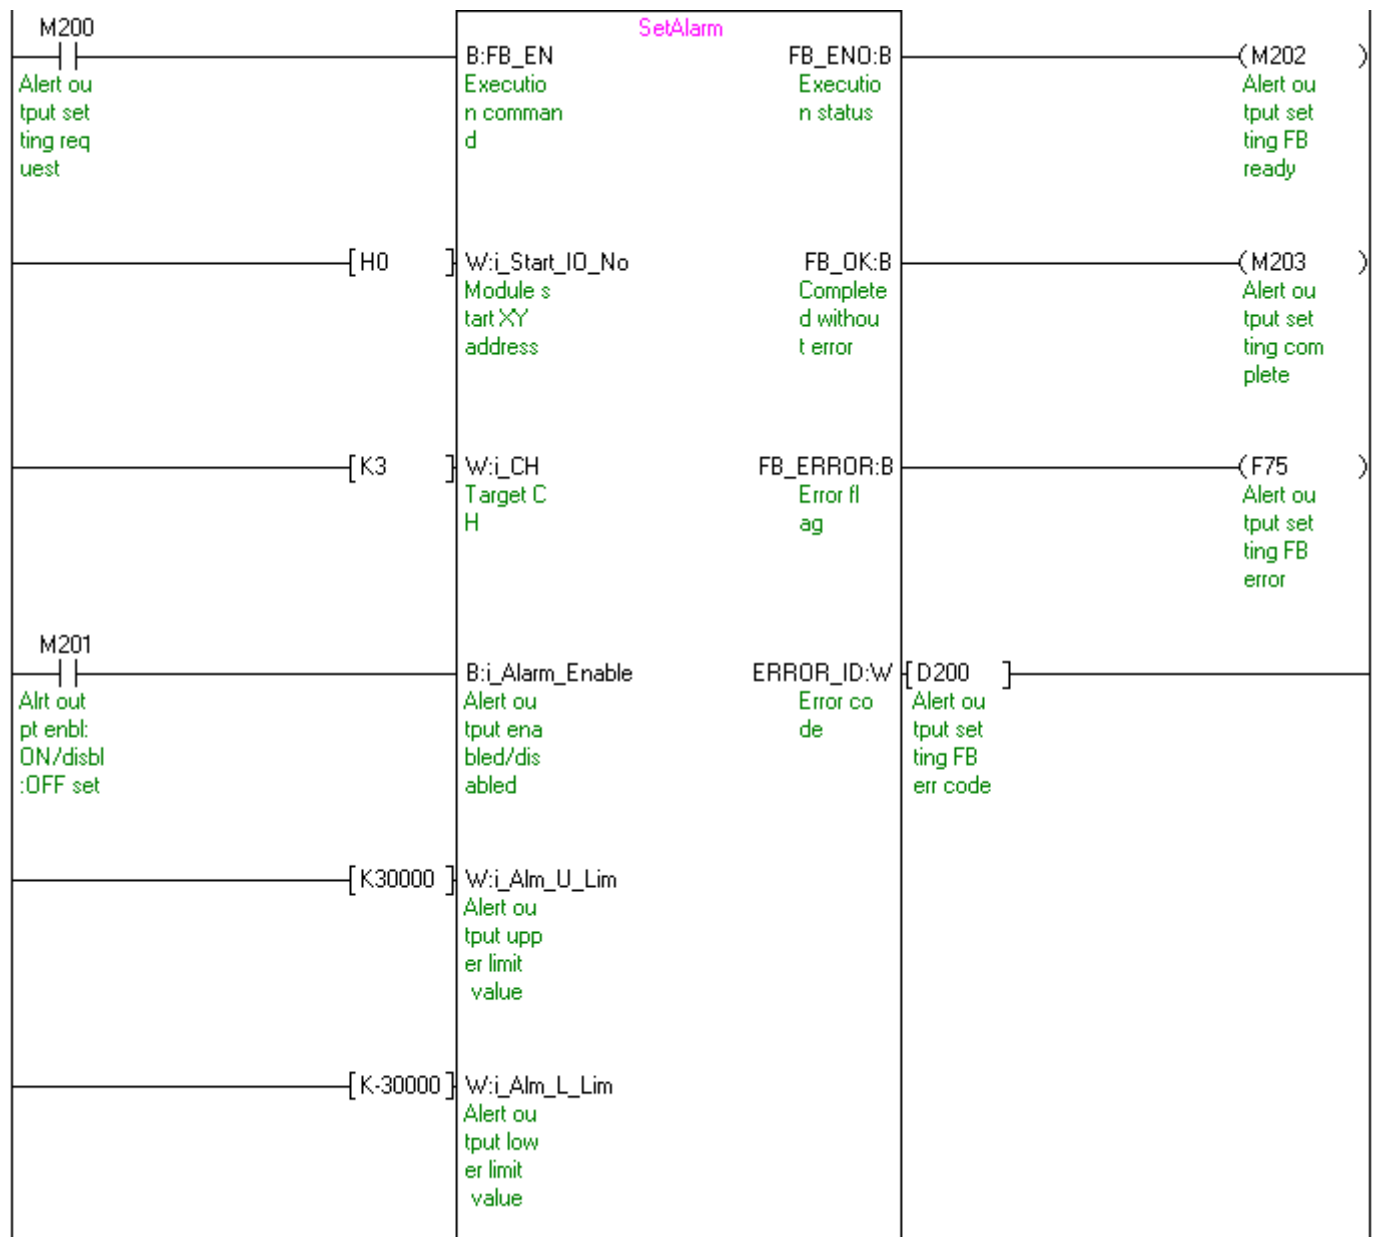 M200
SetAlarm
B:FB_EN
FB_ENO:B
(M202 )
Alert ou
tput set
ting req
uest
Executio
n comman
d
Executio
n status
Alert ou
tput set
ting FB
ready
[ H0 ]
W:i_Start_IO_No
FB_OK:B
(M203 )
Module s
tart XY
address
Complete
d withou
t error
Alert ou
tput set
ting com
plete
[ K3 ]
W:i_CH
FB_ERROR:B
(F75 )
Target C
H
Error fl
ag
Alert ou
tput set
ting FB
error
M201
B:i_Alarm_Enable
ERROR_ID:W
[ D200 ]
Alrt out
pt enbl:
ON/disbl
:OFF set
Alert ou
tput ena
bled/dis
abled
Error co
de
Alert ou
tput set
ting FB
err code
[ K30000 ]
W:i_Alm_U_Lim
Alert ou
tput upp
er limit
value
[ K-30000 ]
W:i_Alm_L_Lim
Alert ou
tput low
er limit
value